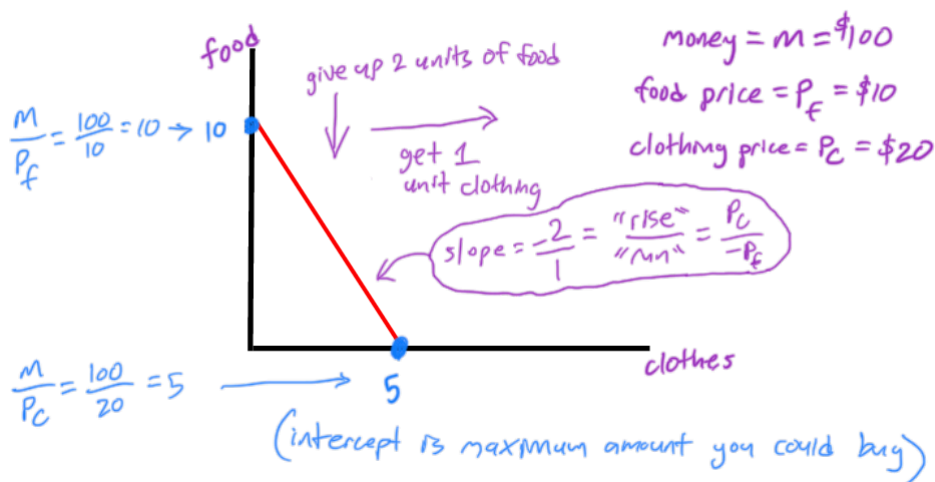 food
give up 2 units of food
money = m = $100
food price = Pf = $10
clothing price = Pc = $20
M/Pf = 100/10 = 10 → 10
get 1
unit clothing
slope = -2/1 = "rise"/"run" = Pc/-Pf
clothes
M/Pc = 100/20 = 5 → 5
(intercept is maximum amount you could buy)